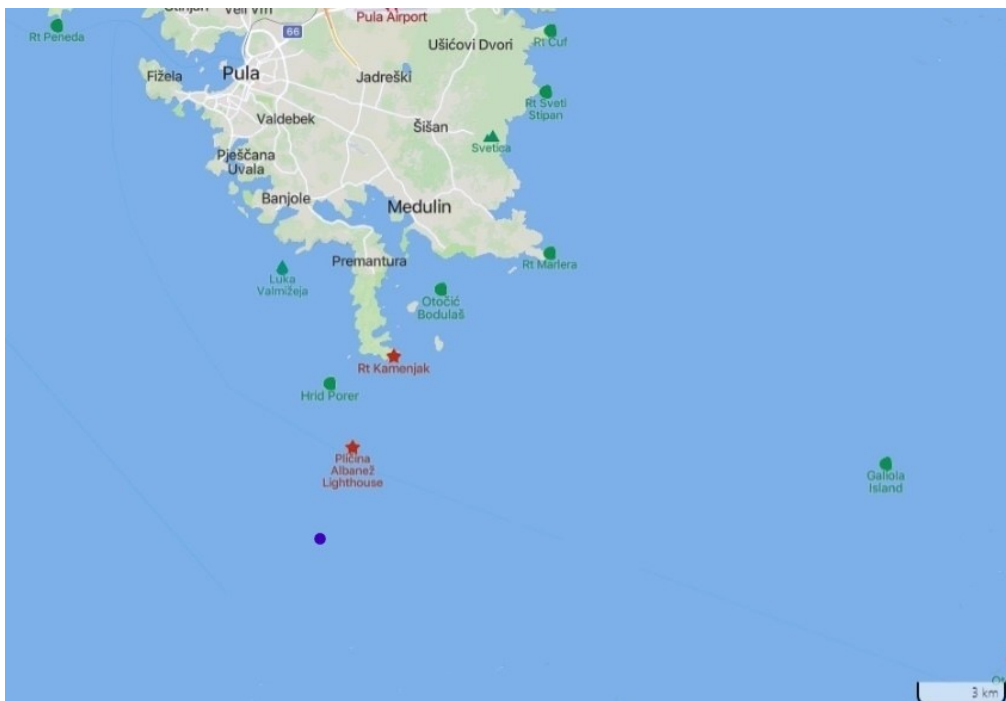 Pula Airport
66
Rt Peneda
Ušićovi Dvori
Rt Ćuf
Fižela
Pula
Jadreški
Rt Sveti
Stipan
Valdebek
Šišan
Svetica
Pješčana
Uvala
Banjole
Medulin
Premantura
Rt Marlera
Luka
Valmižeja
Otočić
Bodulaš
Rt Kamenjak
Hrid Porer
Pličina
Albanež
Lighthouse
Galiola
Island
3 km